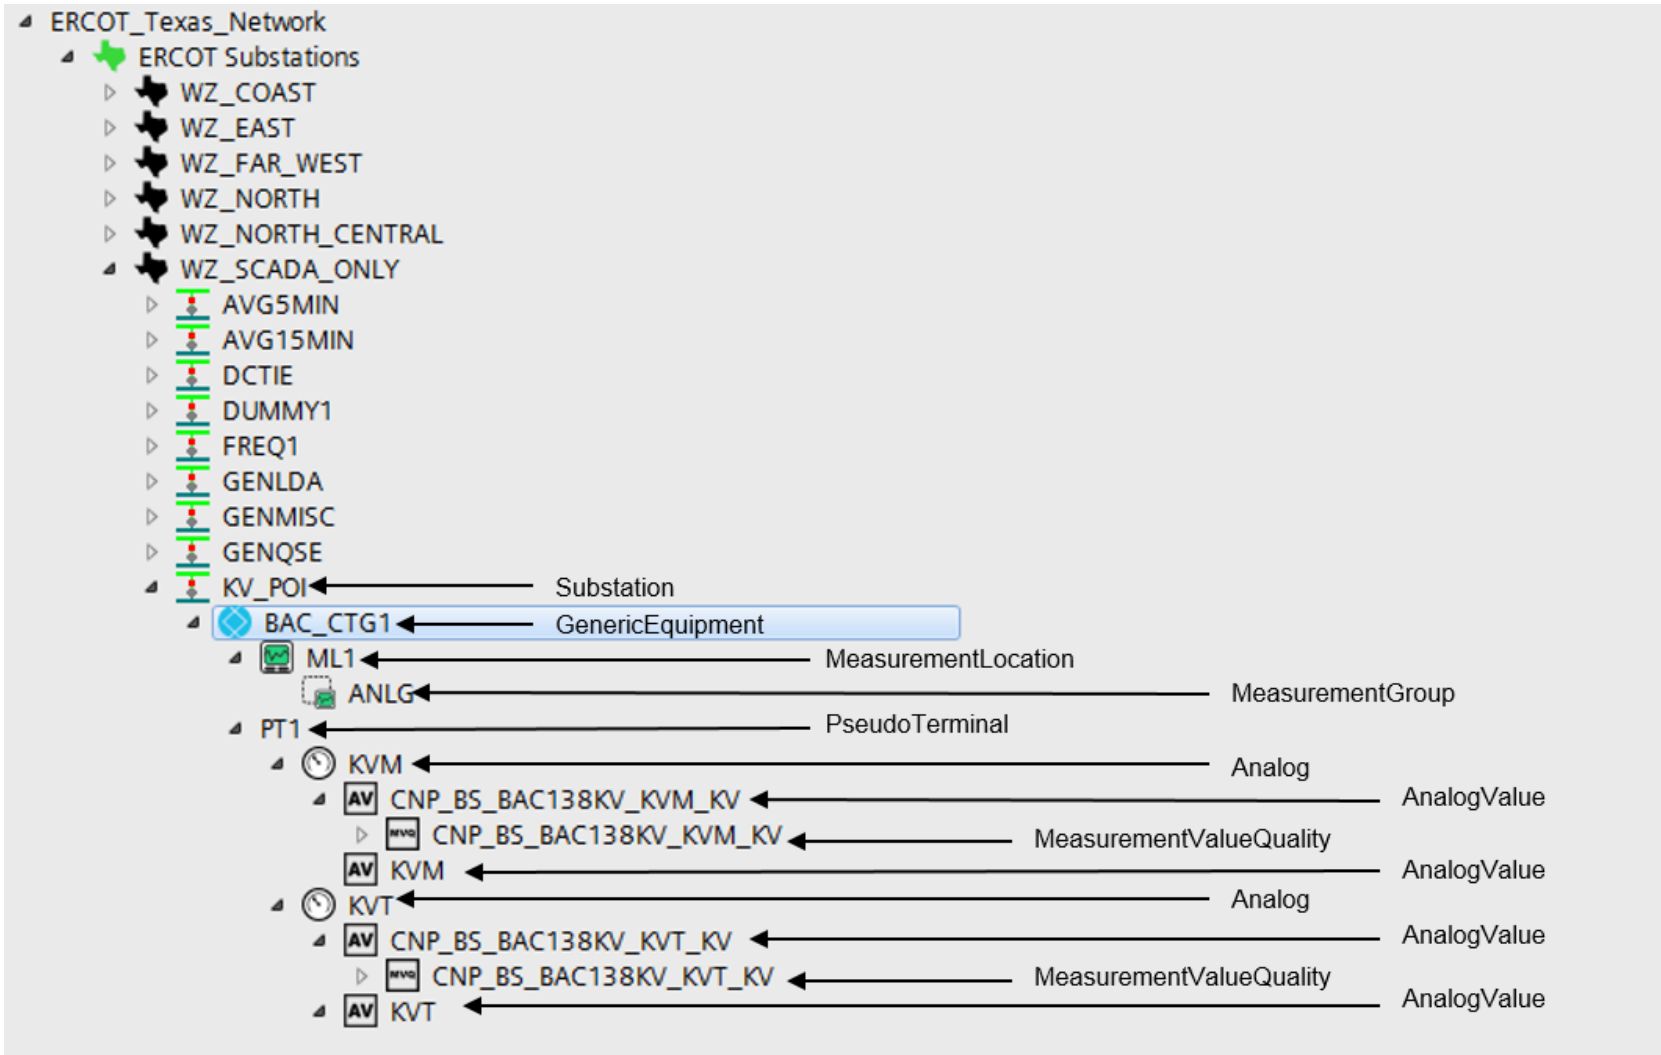 ERCOT_Texas_Network
ERCOT Substations
WZ_COAST
WZ_EAST
WZ_FAR_WEST
WZ_NORTH
WZ_NORTH_CENTRAL
WZ_SCADA_ONLY
AVG5MIN
AVG15MIN
DCTIE
DUMMY1
FREQ1
GENLDA
GENMISC
GENQSE
KV_POI Substation
BAC_CTG1 GenericEquipment
ML1 MeasurementLocation
ANLG MeasurementGroup
PT1 PseudoTerminal
KVM Analog
AV CNP_BS_BAC138KV_KVM_KV AnalogValue
MVQ CNP_BS_BAC138KV_KVM_KV MeasurementValueQuality
AV KVM AnalogValue
KVT Analog
AV CNP_BS_BAC138KV_KVT_KV AnalogValue
MVQ CNP_BS_BAC138KV_KVT_KV MeasurementValueQuality
AV KVT AnalogValue